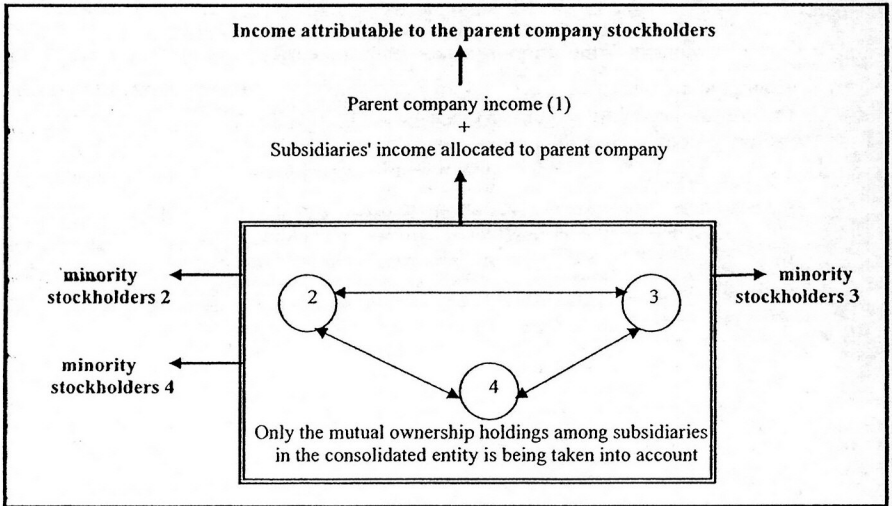 Income attributable to the parent company stockholders
Parent company income (1)
+
Subsidiaries' income allocated to parent company
minority
stockholders 2
minority
stockholders 3
2
3
minority
stockholders 4
4
Only the mutual ownership holdings among subsidiaries
in the consolidated entity is being taken into account